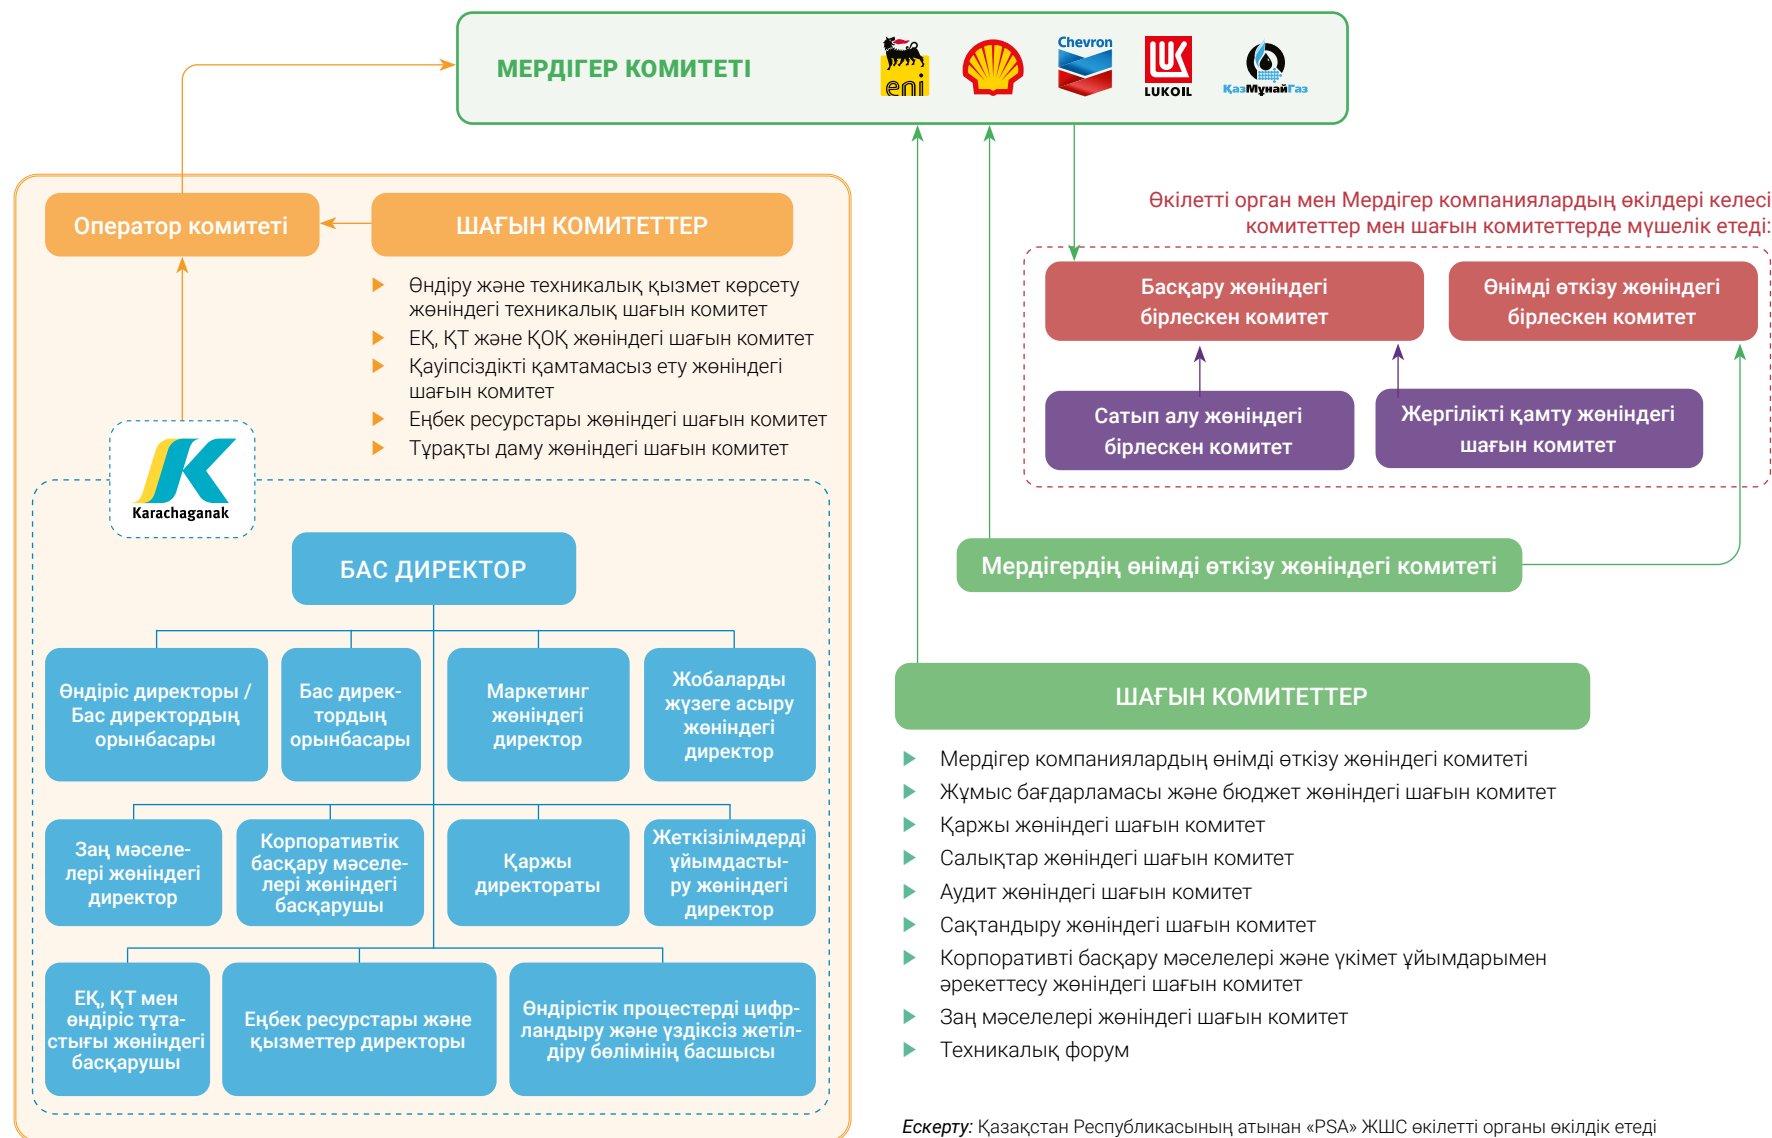 МЕРДІГЕР КОМИТЕТІ
eni
Chevron
LUKOIL
ҚазМұнайГаз
Оператор комитеті
ШАҒЫН КОМИТЕТТЕР
Өндіру және техникалық қызмет көрсету
жөніндегі техникалық шағын комитет
ЕҚ, ҚТ және ҚОҚ жөніндегі шағын комитет
Қауіпсіздікті қамтамасыз ету жөніндегі
шағын комитет
Еңбек ресурстары жөніндегі шағын комитет
Тұрақты даму жөніндегі шағын комитет
Karachaganak
БАС ДИРЕКТОР
Өндіріс директоры /
Бас директордың
орынбасары
Бас дирек-
тордың
орынбасары
Маркетинг
жөніндегі
директор
Жобаларды
жүзеге асыру
жөніндегі
директор
Заң мәселе-
лері жөніндегі
директор
Корпоративтік
басқару мәсе­ле-
лері жөніндегі
басқарушы
Қаржы
директораты
Жеткізілімдерді
ұйымдасты-
ру жөніндегі
директор
ЕҚ, ҚТ мен
өндіріс тұта-
стығы жөніндегі
басқарушы
Еңбек ресурстары және
қызметтер директоры
Өндірістік процестерді цифр-
ландыру және үздіксіз жетіл-
діру бөлімінің басшысы
Өкілетті орган мен Мердігер компаниялардың өкілдері келесі
комитеттер мен шағын комитеттерде мүшелік етеді:
Басқару жөніндегі
бірлескен комитет
Өнімді өткізу жөніндегі
бірлескен комитет
Сатып алу жөніндегі
бірлескен комитет
Жергілікті қамту жөніндегі
шағын комитет
Мердігердің өнімді өткізу жөніндегі комитеті
ШАҒЫН КОМИТЕТТЕР
Мердігер компаниялардың өнімді өткізу жөніндегі комитеті
Жұмыс бағдарламасы және бюджет жөніндегі шағын комитет
Қаржы жөніндегі шағын комитет
Салықтар жөніндегі шағын комитет
Аудит жөніндегі шағын комитет
Сақтандыру жөніндегі шағын комитет
Корпоративті басқару мәселелері және үкімет ұйымдарымен
әрекеттесу жөніндегі шағын комитет
Заң мәселелері жөніндегі шағын комитет
Техникалық форум
Ескерту: Қазақстан Республикасының атынан «PSA» ЖШС өкілетті органы өкілдік етеді